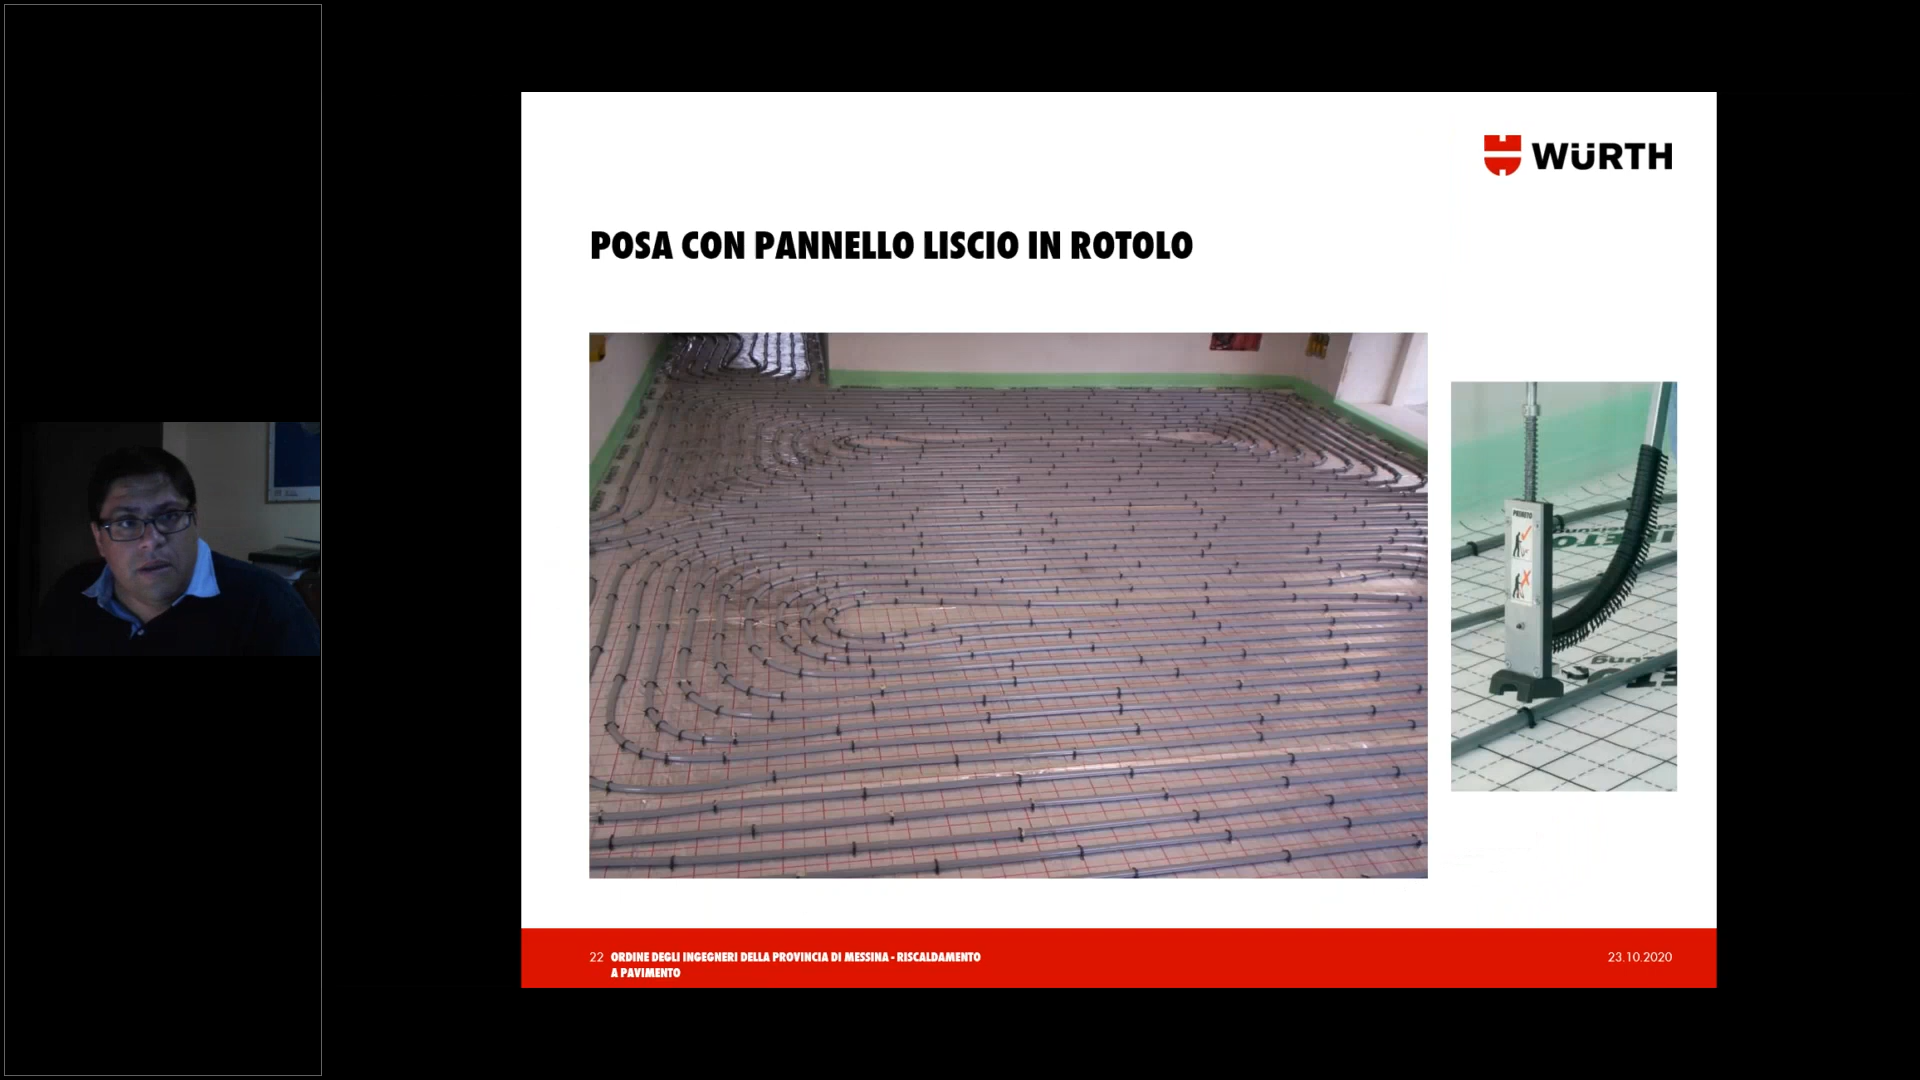 WÜRTH
POSA CON PANNELLO LISCIO IN ROTOLO
PRINETO
22 ORDINE DEGLI INGEGNERI DELLA PROVINCIA DI MESSINA - RISCALDAMENTO
A PAVIMENTO
23.10.2020